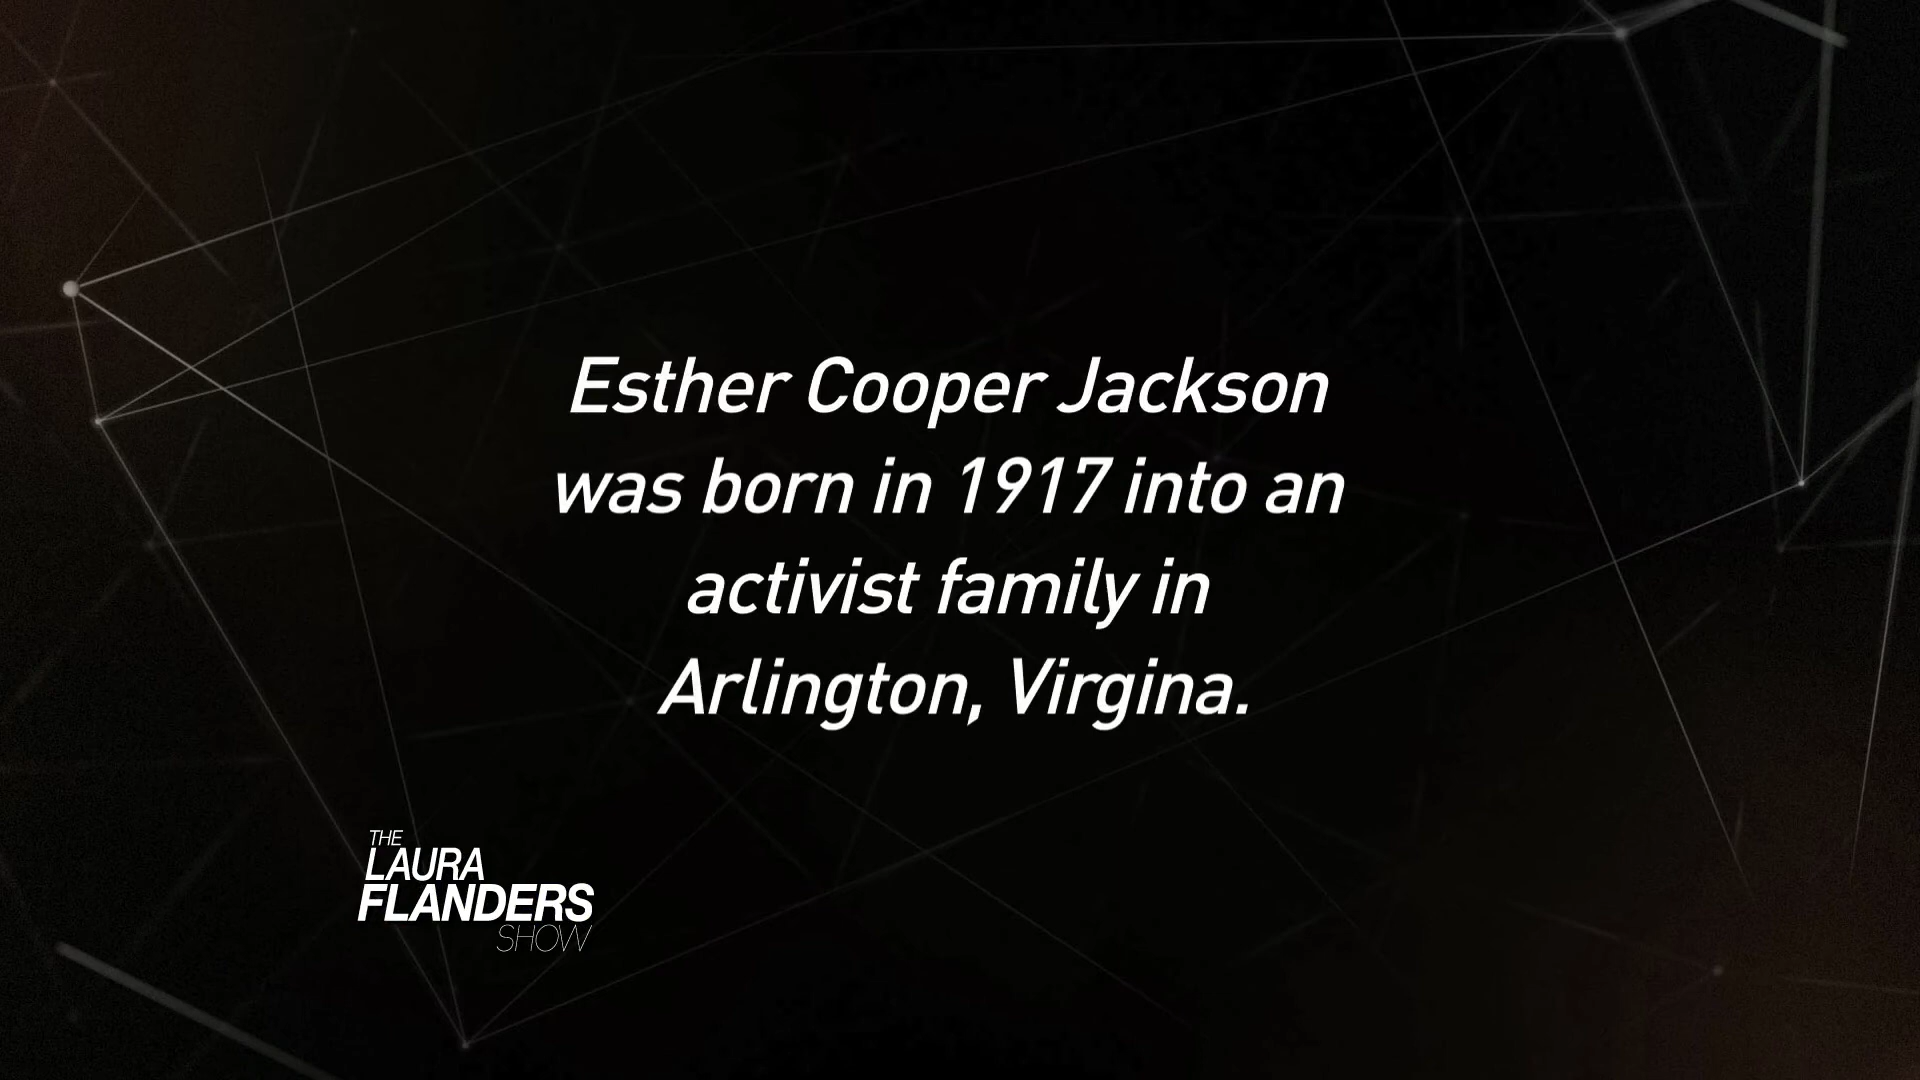 Esther Cooper Jackson
was born in 1917 into an
activist family in
Arlington, Virgina.
THE
LAURA
FLANDERS
SHOW